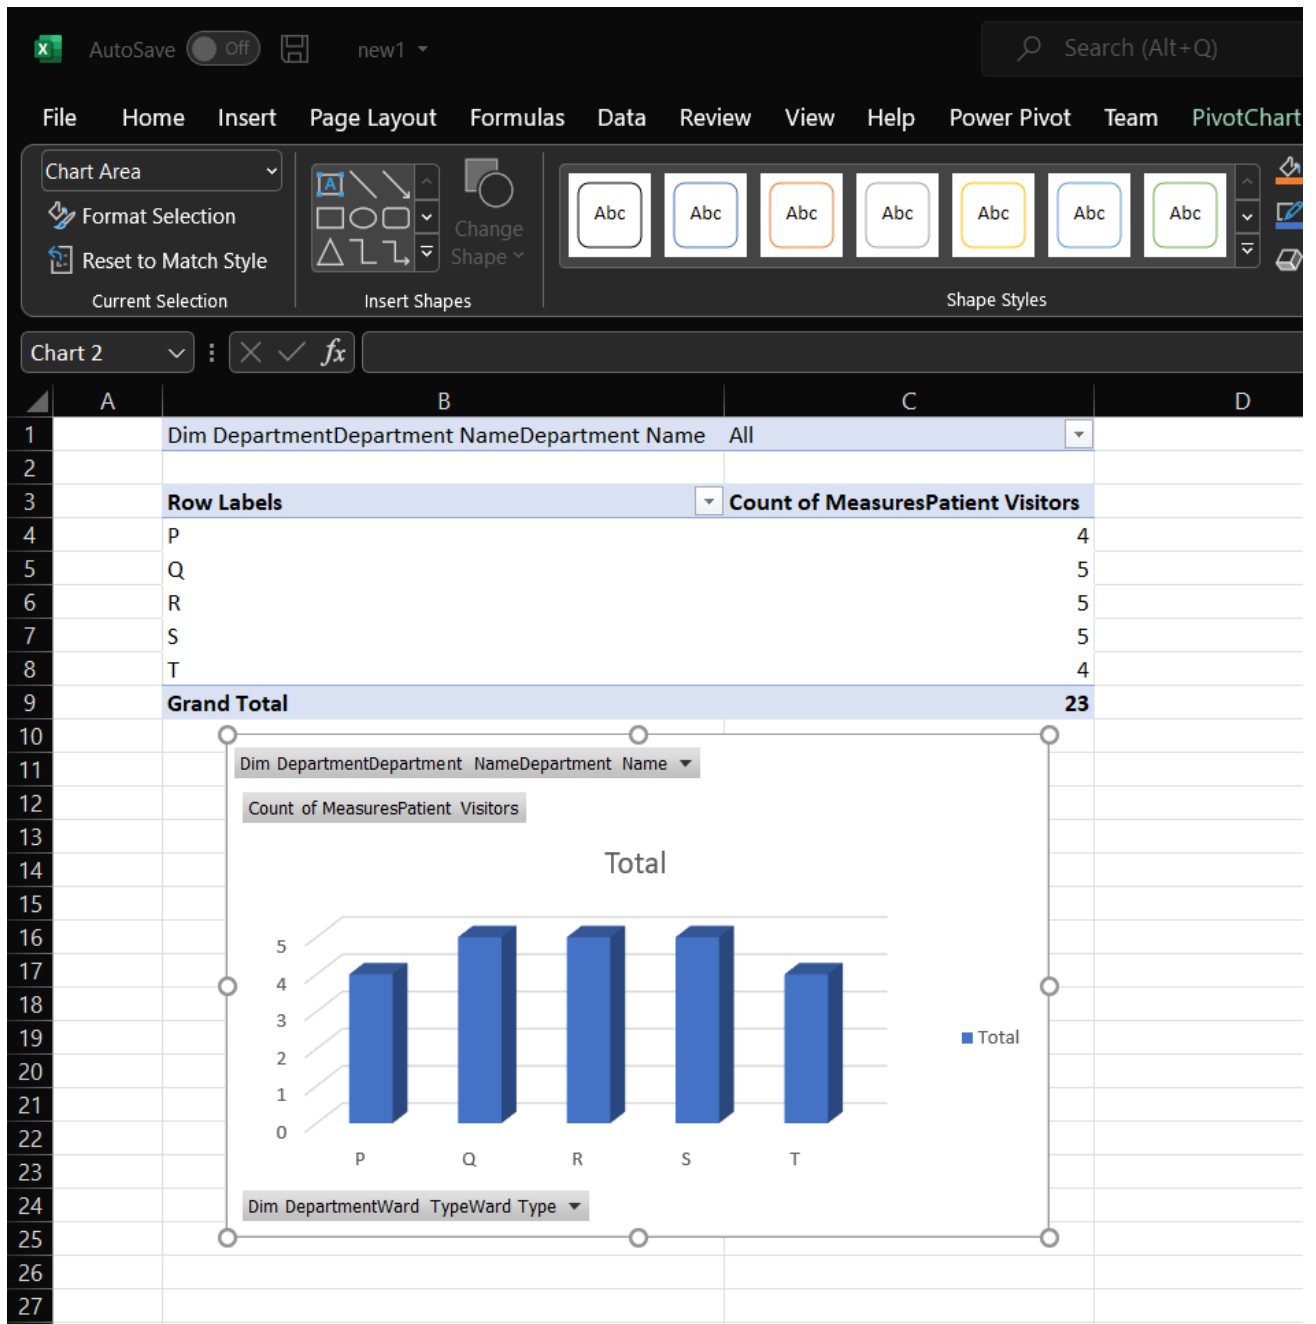 AutoSave Off new1 Search (Alt+Q)
File Home Insert Page Layout Formulas Data Review View Help Power Pivot Team PivotChart
Chart Area
Format Selection
Reset to Match Style
Current Selection
A
Change
Shape
Insert Shapes
Abc Abc Abc Abc Abc Abc Abc
Shape Styles
Chart 2 fx
A B C D
1 Dim DepartmentDepartment NameDepartment Name All
2
3 Row Labels Count of MeasuresPatient Visitors
4 P 4
5 Q 5
6 R 5
7 S 5
8 T 4
9 Grand Total 23
10
11
12
13
14
15
16
17
18
19
20
21
22
23
24
25
26
27
Dim DepartmentDepartment NameDepartment Name
Count of MeasuresPatient Visitors
Total
5
4
3
2
1
0
P Q R S T
Total
Dim DepartmentWard TypeWard Type